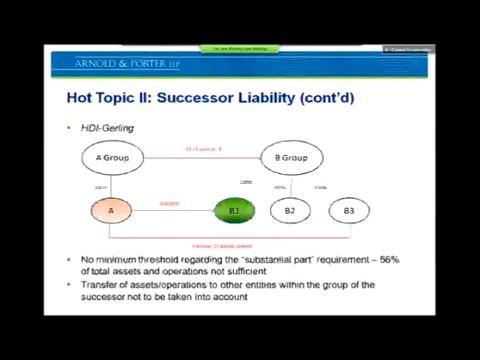 ARNOLD & PORTER LLP
Hot Topic II: Successor Liability (cont'd)
• HDI-Gerling
A Group
B Group
A
B1
B2
B3
• No minimum threshold regarding the "substantial part" requirement – 56%
of total assets and operations not sufficient
• Transfer of assets/operations to other entities within the group of the
successor not to be taken into account